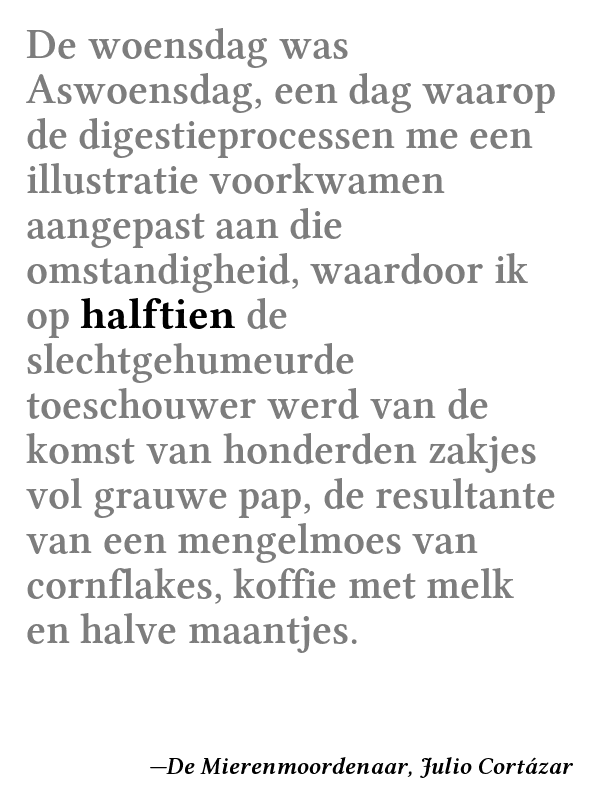 De woensdag was
Aswoensdag, een dag waarop
de digestieprocessen me een
illustratie voorkwamen
aangepast aan die
omstandigheid, waardoor ik
op halftien de
slechtgehumeurde
toeschouwer werd van de
komst van honderden zakjes
vol grauwe pap, de resultante
van een mengelmoes van
cornflakes, koffie met melk
en halve maantjes.
—De Mierenmoordenaar, Julio Cortázar